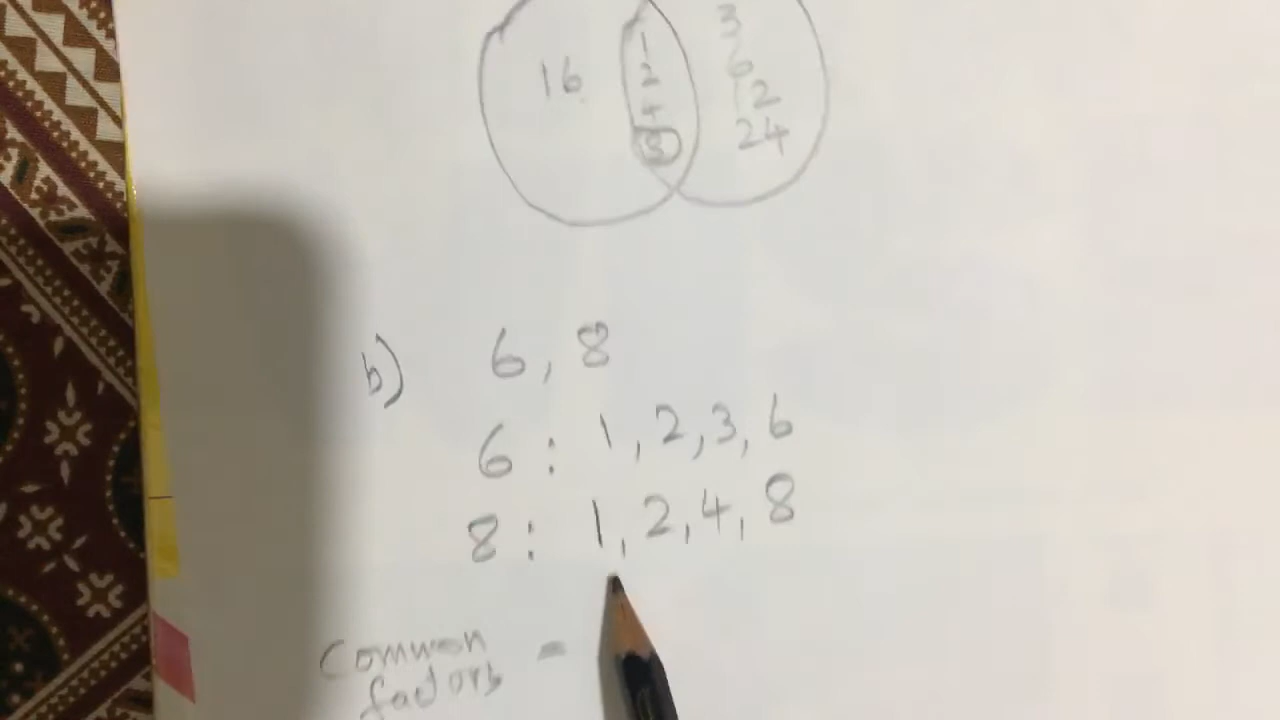 16
1
2
4
8
3
6
12
24
b) 6, 8
6 : 1, 2, 3, 6
8 : 1, 2, 4, 8
Common
factors =